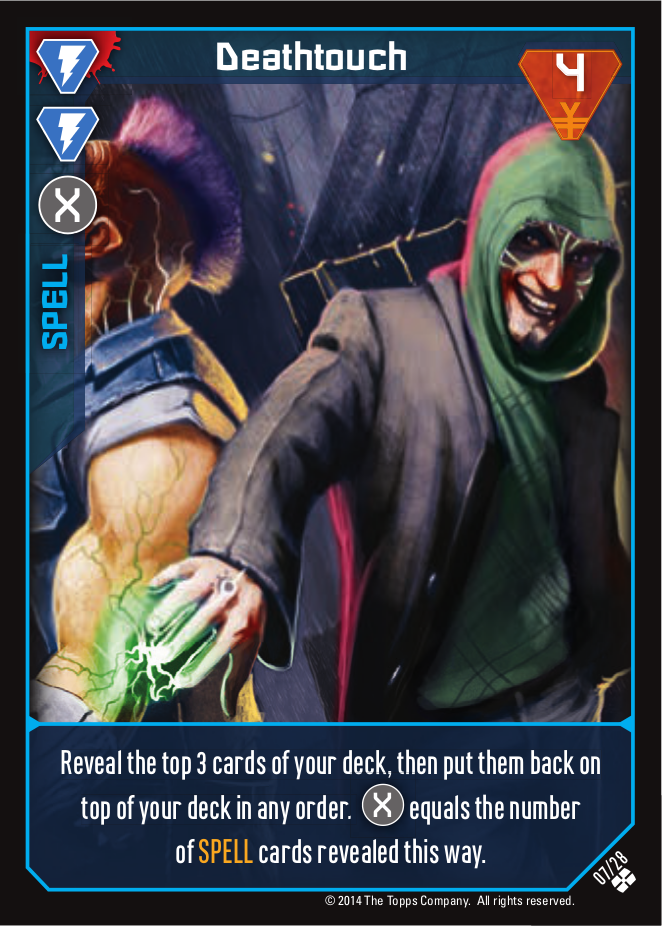 Deathtouch
4
¥
X
SPELL
Reveal the top 3 cards of your deck, then put them back on
top of your deck in any order. X equals the number
of SPELL cards revealed this way.
07/28
© 2014 The Topps Company. All rights reserved.